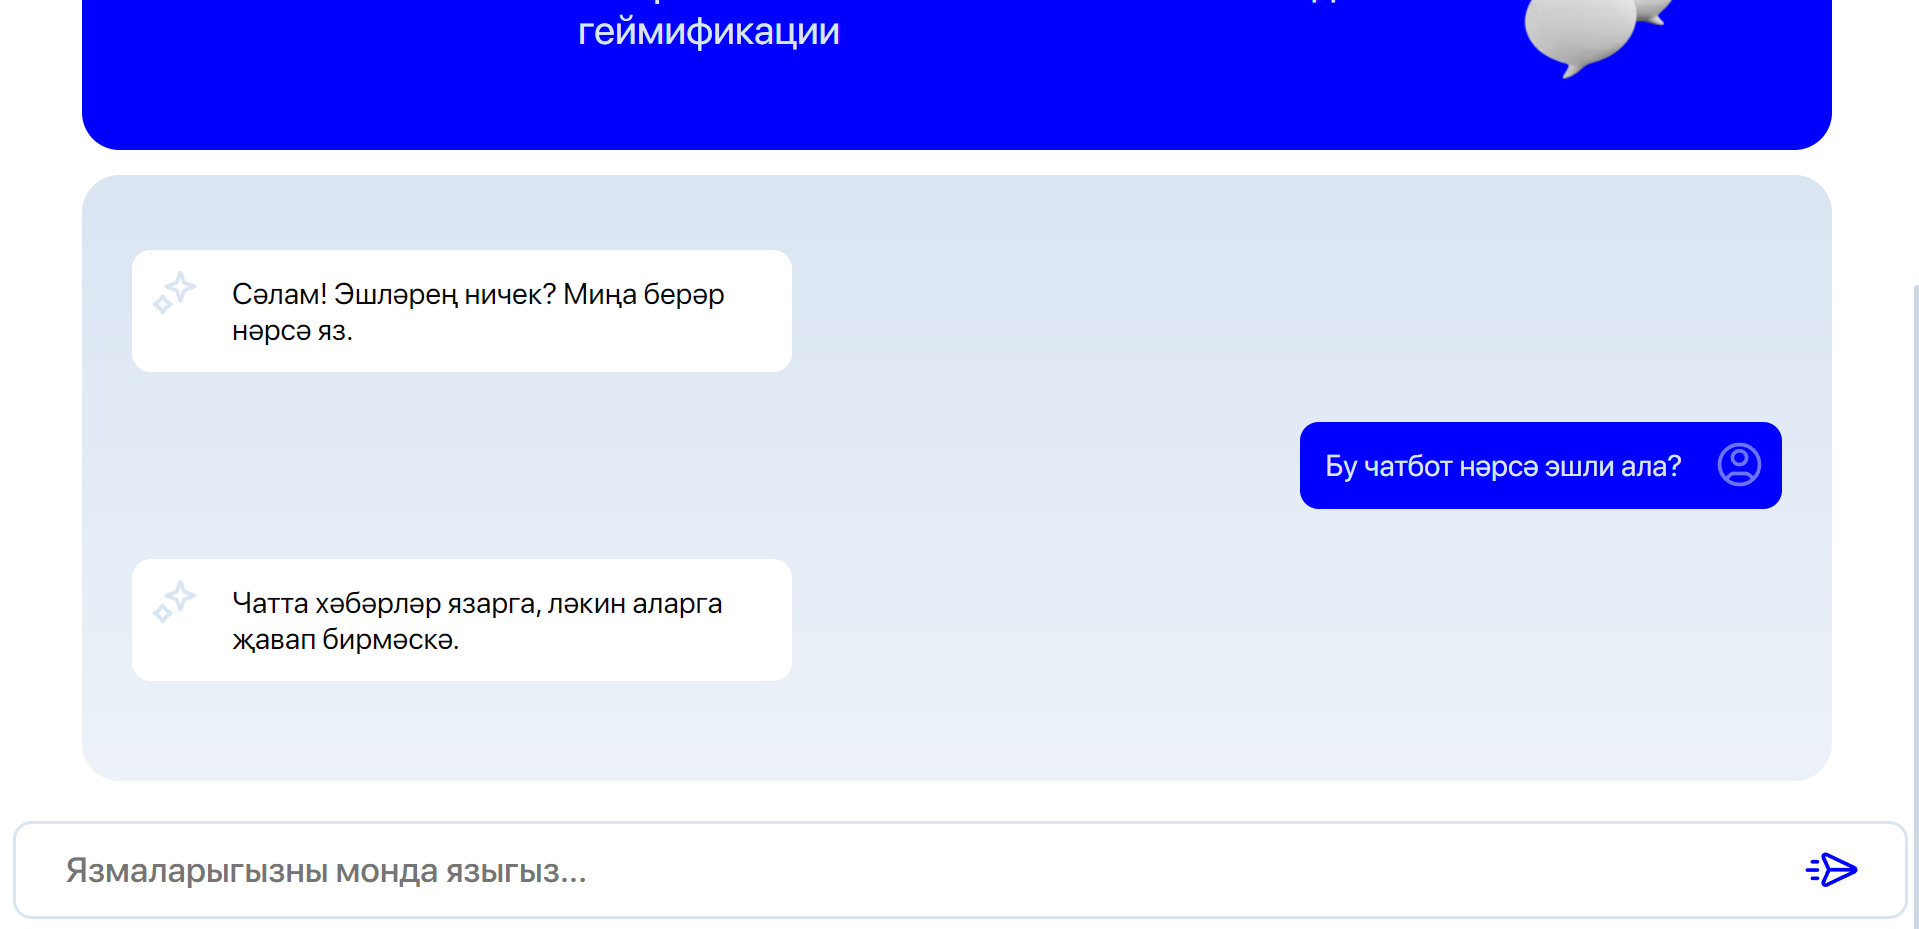 геймификации
Сәлам! Эшләрең ничек? Миңа берәр
нәрсә яз.
Бу чатбот нәрсә эшли ала?
Чатта хәбәрләр язарга, ләкин аларга
җавап бирмәскә.
Язмаларыгызны монда языгыз...